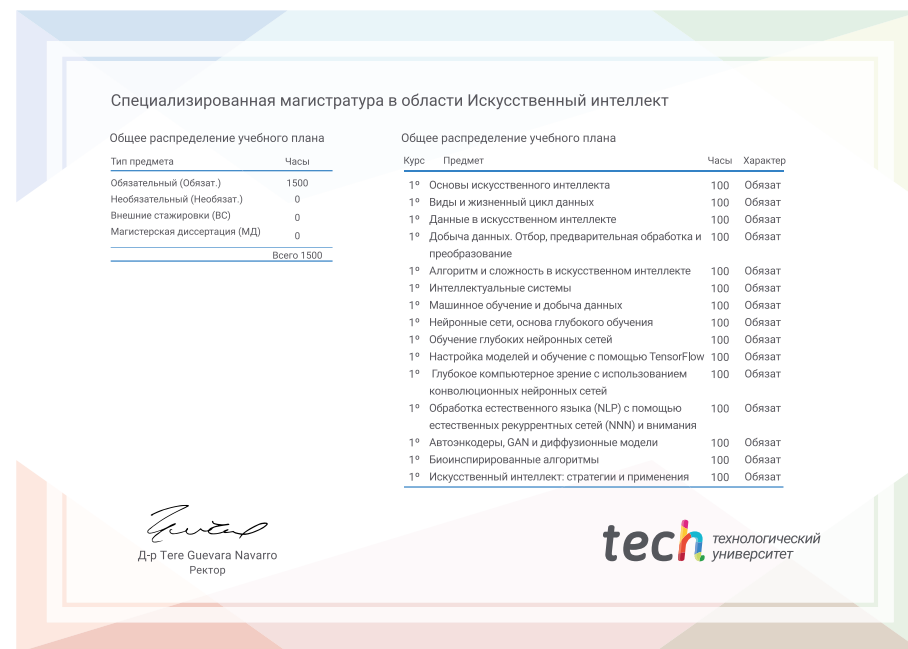 Специализированная магистратура в области Искусственный интеллект
Общее распределение учебного плана
Тип предмета Часы
Обязательный (Обязат.) 1500
Необязательный (Необязат.) 0
Внешние стажировки (ВС) 0
Магистерская диссертация (МД) 0
Всего 1500
Общее распределение учебного плана
Курс Предмет Часы Характер
1º Основы искусственного интеллекта 100 Обязат
1º Виды и жизненный цикл данных 100 Обязат
1º Данные в искусственном интеллекте 100 Обязат
1º Добыча данных. Отбор, предварительная обработка и 100 Обязат
преобразование
1º Алгоритм и сложность в искусственном интеллекте 100 Обязат
1º Интеллектуальные системы 100 Обязат
1º Машинное обучение и добыча данных 100 Обязат
1º Нейронные сети, основа глубокого обучения 100 Обязат
1º Обучение глубоких нейронных сетей 100 Обязат
1º Настройка моделей и обучение с помощью TensorFlow 100 Обязат
1º Глубокое компьютерное зрение с использованием 100 Обязат
конволюционных нейронных сетей
1º Обработка естественного языка (NLP) с помощью 100 Обязат
естественных рекуррентных сетей (NNN) и внимания
1º Автоэнкодеры, GAN и диффузионные модели 100 Обязат
1º Биоинспирированные алгоритмы 100 Обязат
1º Искусственный интеллект: стратегии и применения 100 Обязат
Д-р Tere Guevara Navarro
Ректор
tech технологический
университет